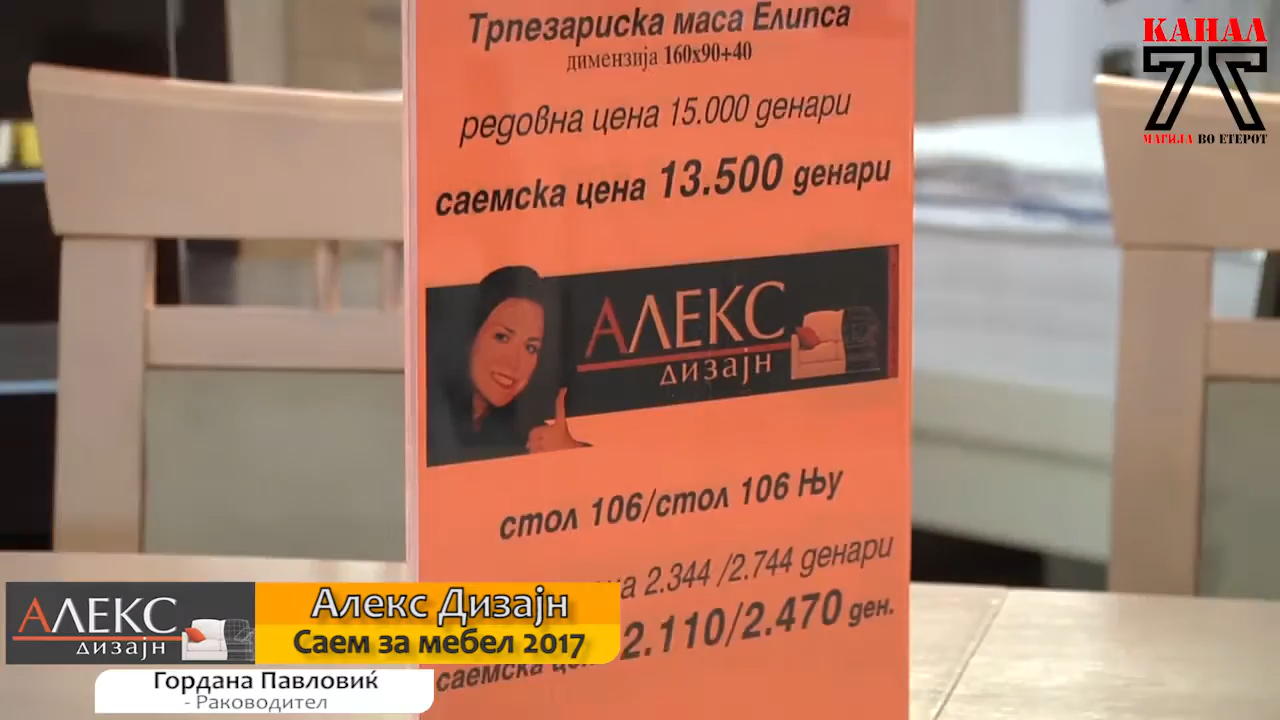 Трпезариска маса Елипса
димензија 160x90+40
редовна цена 15.000 денари
саемска цена 13.500 денари
АЛЕКС
дизајн
стол 106/стол 106 Њу
2.344 /2.744 денари
саемска 2.110/2.470 ден.
КАНАЛ
77
МАГИЈА ВО ЕТЕРОТ
АЛЕКС
дизајн
Алекс Дизајн
Саем за мебел 2017
Гордана Павловиќ
- Раководител